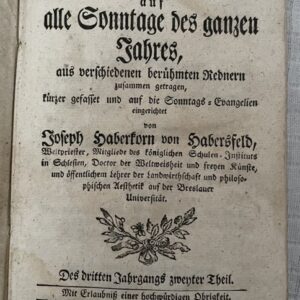 auf
alle Sonntage des ganzen
Jahres,
aus verschiedenen berühmten Rednern
zusammen getragen,
kürzer gefasset und auf die Sonntags-Evangelien
eingerichtet
von
Joseph Haberkorn von Habersfeld,
Weltpriester, Mitgliede des königlichen Schulen-Instituts
in Schlesien, Doctor der Weltweisheit und freyen Künste,
und öffentlichem Lehrer der Landwirthschaft und philoso-
phischen Aesthetik auf der Breslauer
Universität.
Des dritten Jahrgangs zweyter Theil.
Mit Erlaubniß einer hochwürdigen Obrigkeit.